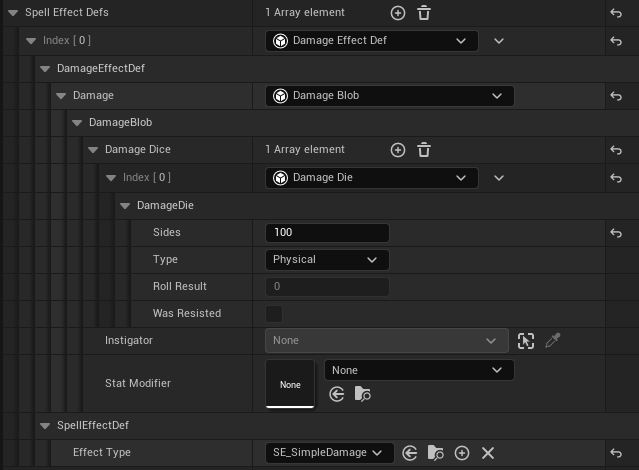 Spell Effect Defs 1 Array element
Index [ 0 ] Damage Effect Def
DamageEffectDef
Damage Damage Blob
DamageBlob
Damage Dice 1 Array element
Index [ 0 ] Damage Die
DamageDie
Sides 100
Type Physical
Roll Result 0
Was Resisted
Instigator None
Stat Modifier None None
SpellEffectDef
Effect Type SE_SimpleDamage